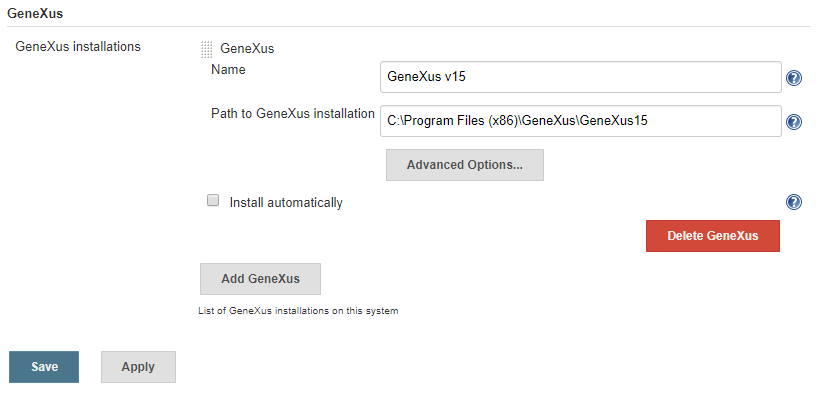 GeneXus
GeneXus installations
GeneXus
Name
GeneXus v15
?
Path to GeneXus installation
C:\Program Files (x86)\GeneXus\GeneXus15
?
Advanced Options...
Install automatically
?
Delete GeneXus
Add GeneXus
List of GeneXus installations on this system
Save
Apply